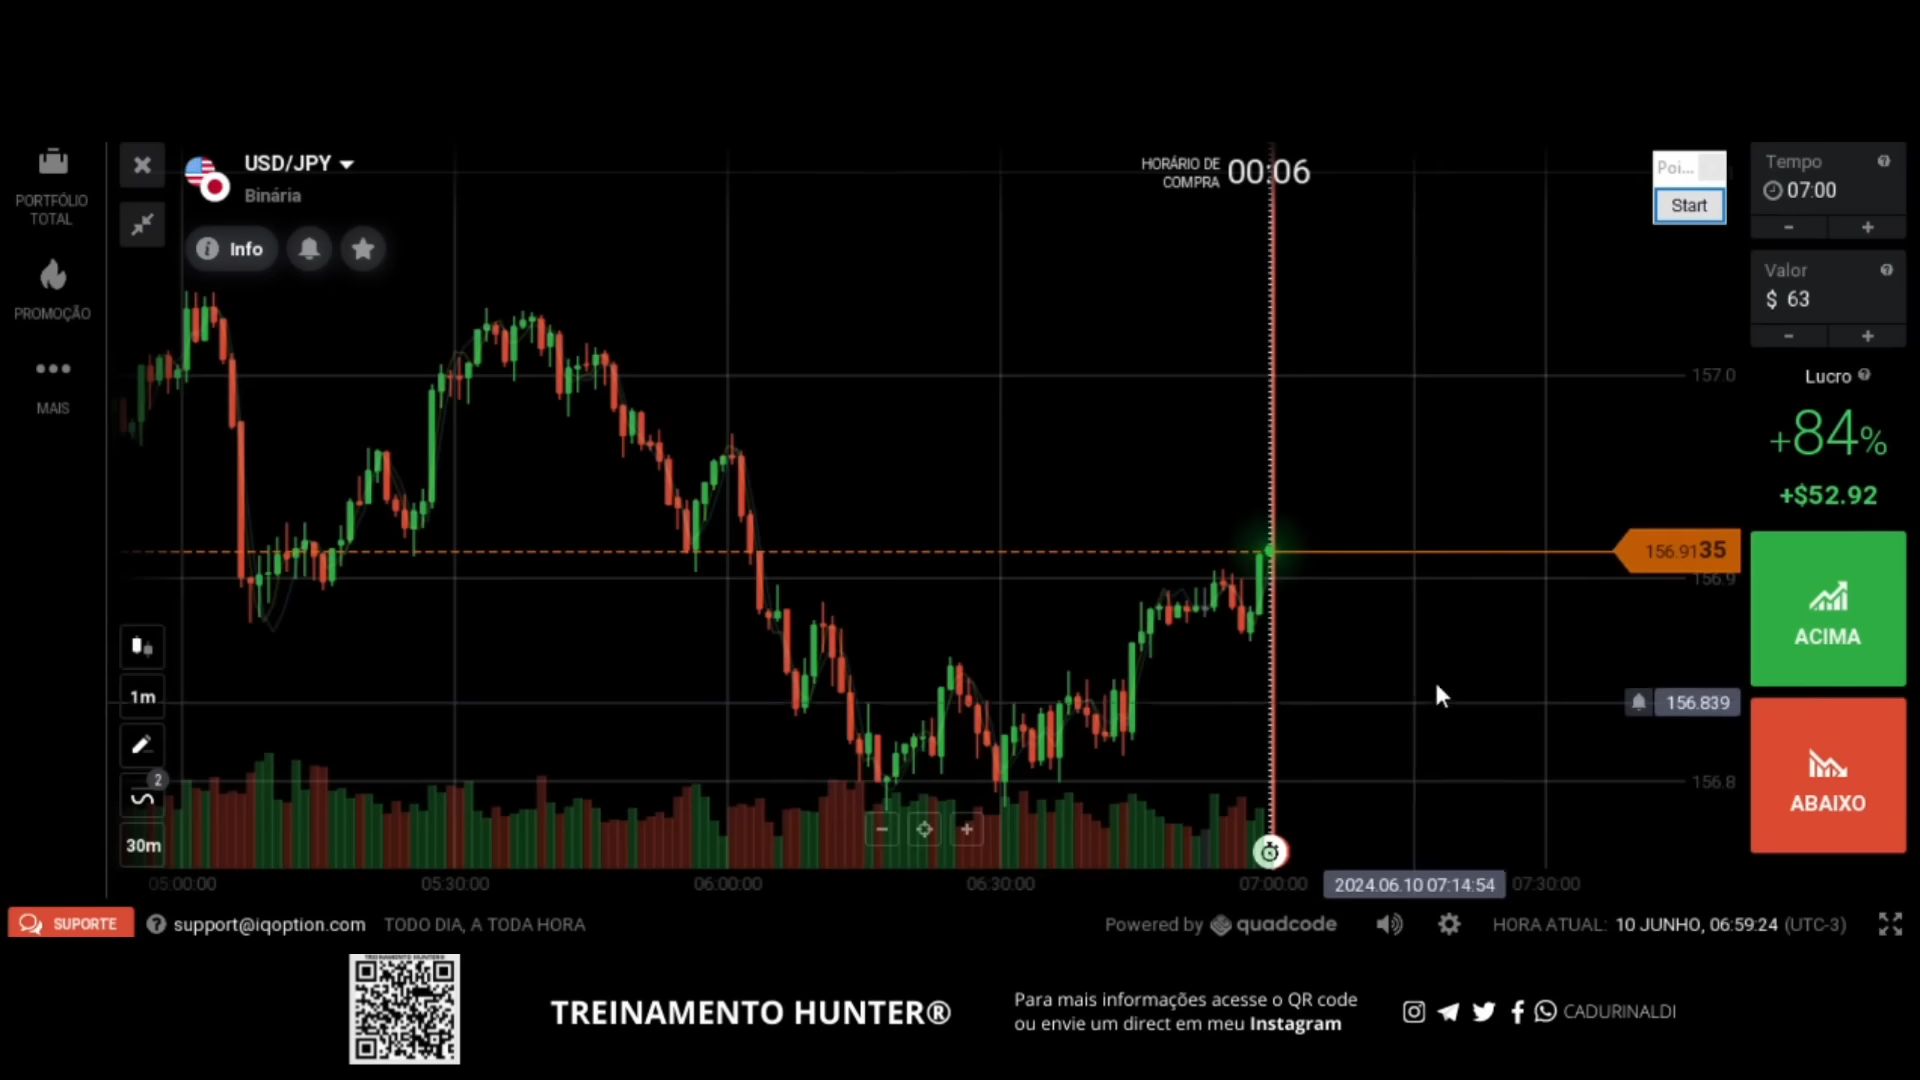 PORTFÓLIO
TOTAL
PROMOÇÃO
MAIS
USD/JPY
Binária
Info
HORÁRIO DE
COMPRA
00:06
Poi...
Start
Tempo
07:00
Valor
$ 63
Lucro
+84%
+$52.92
ACIMA
ABAIXO
157.0
156.9135
156.9
156.839
156.8
1m
2
30m
05:00:00
05:30:00
06:00:00
06:30:00
07:00:00
2024.06.10 07:14:54
07:30:00
SUPORTE
support@iqoption.com
TODO DIA, A TODA HORA
Powered by quadcode
HORA ATUAL: 10 JUNHO, 06:59:24 (UTC-3)
TREINAMENTO HUNTER®
Para mais informações acesse o QR code
ou envie um direct em meu Instagram
CADURINALDI